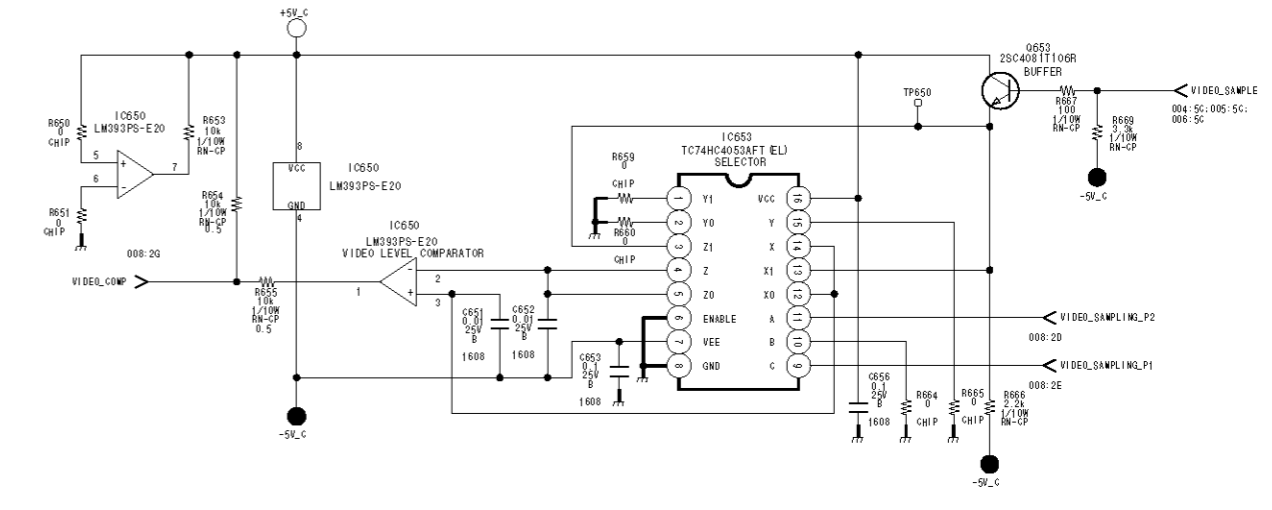 +5V_C
Q653
2SC4081T106R
BUFFER
VIDEO_SAMPLE
004:5C;005:5C;
006:5C
R667
100
1/10W
RN-CP
R669
3.3k
1/10W
RN-CP
-5V_C
TP650
R650
0
CHIP
IC650
LM393PS-E20
5
+
6
-
7
R653
10k
1/10W
RN-CP
R651
0
CHIP
R654
10k
1/10W
RN-CP
0.5
8
VCC
GND
4
IC650
LM393PS-E20
008:2G
VIDEO_COMP
R655
10k
1/10W
RN-CP
0.5
IC650
LM393PS-E20
VIDEO LEVEL COMPARATOR
1
-
2
+
3
C651
0.01
25V
B
1608
C652
0.01
25V
B
1608
C653
0.1
25V
B
1608
-5V_C
IC653
TC74HC4053AFT(EL)
SELECTOR
R659
0
CHIP
R660
0
CHIP
1 Y1 VCC 16
2 Y0 Y 15
3 Z1 X 14
4 Z X1 13
5 Z0 X0 12
6 ENABLE A 11
7 VEE B 10
8 GND C 9
VIDEO_SAMPLING_P2
008:2D
VIDEO_SAMPLING_P1
008:2E
C656
0.1
25V
B
1608
R664
0
CHIP
R665
0
CHIP
R666
2.2k
1/10W
RN-CP
-5V_C